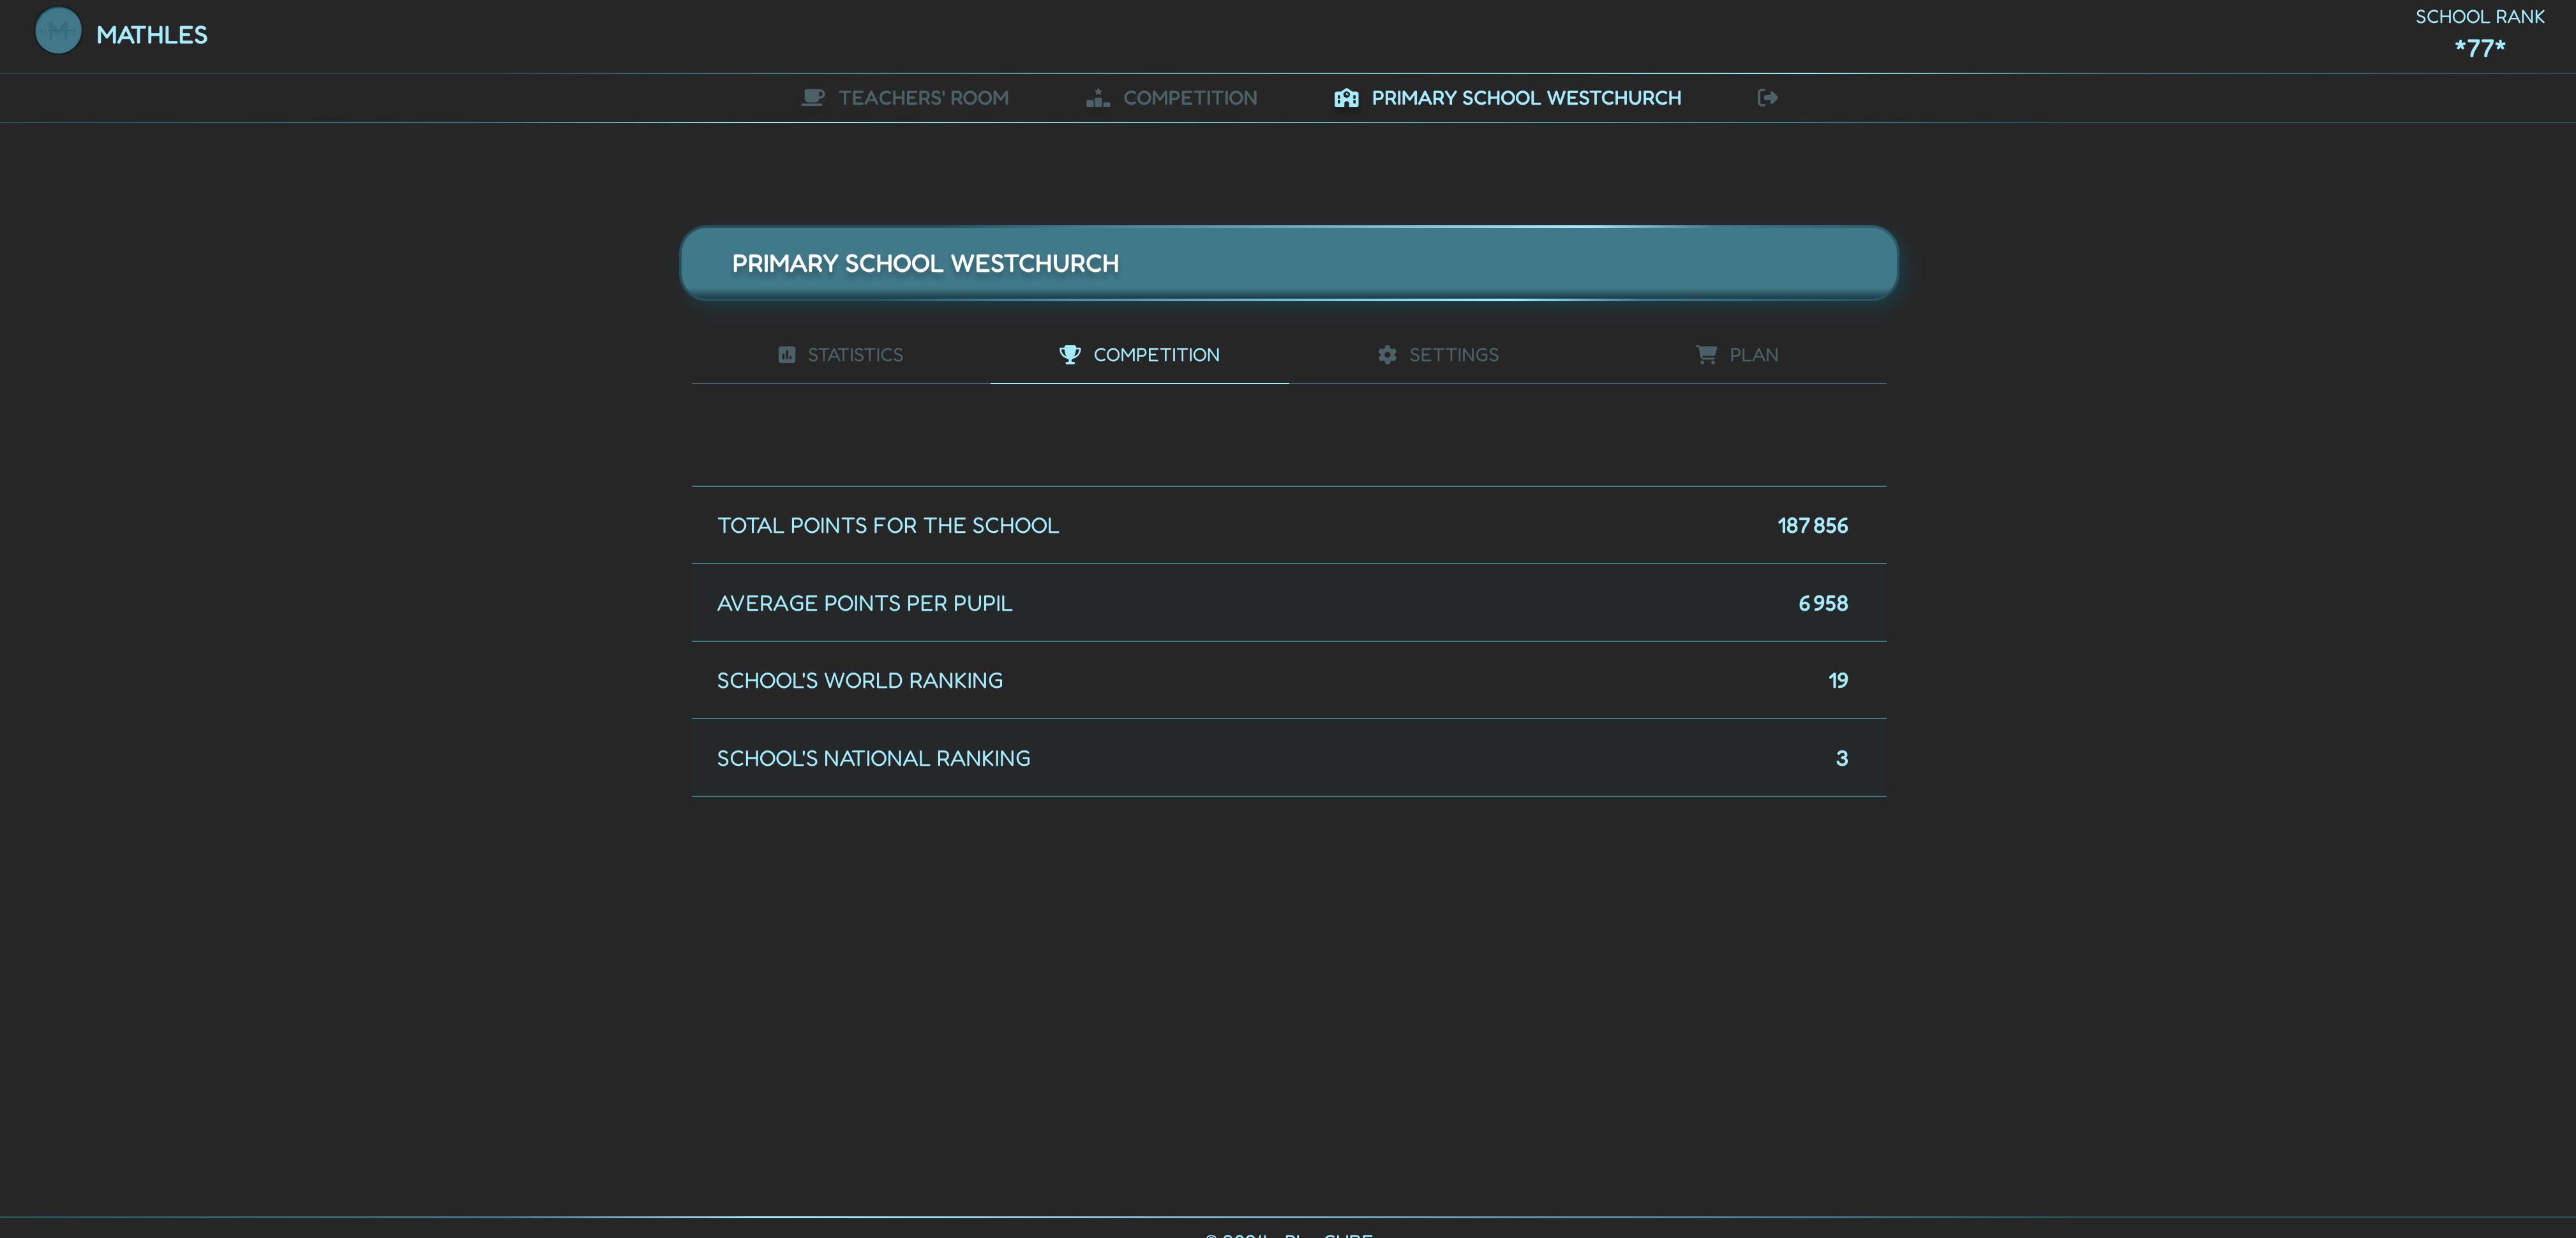 MATHLES
SCHOOL RANK
*77*
TEACHERS' ROOM
COMPETITION
PRIMARY SCHOOL WESTCHURCH
PRIMARY SCHOOL WESTCHURCH
STATISTICS
COMPETITION
SETTINGS
PLAN
TOTAL POINTS FOR THE SCHOOL 187 856
AVERAGE POINTS PER PUPIL 6 958
SCHOOL'S WORLD RANKING 19
SCHOOL'S NATIONAL RANKING 3